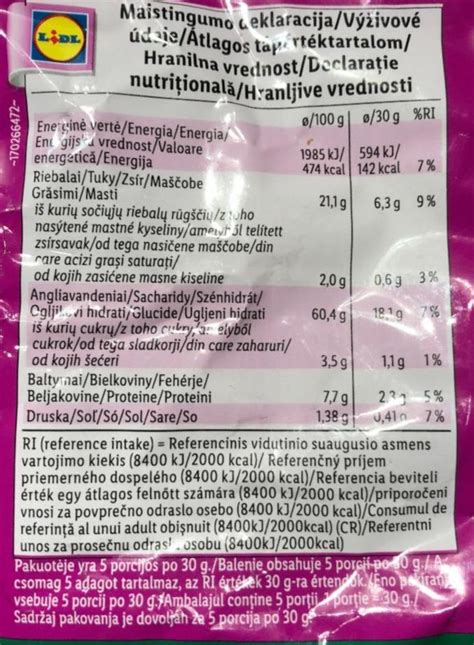 LIDL
Maistingumo deklaracija/Výživové
údaje/Átlagos tápértéktartalom/
Hranilna vrednost/Declarație
nutrițională/Hranljive vrednosti
-170266472-
ø/100 g ø/30 g %RI
Energinė vertė/Energia/Energia/
Energijska vrednost/Valoare
energetică/Energija
1985 kJ/ 594 kJ/
474 kcal 142 kcal 7%
Riebalai/Tuky/Zsír/Maščobe
Grăsimi/Masti
21,1 g 6,3 g 9%
iš kurių sočiųjų riebalų rūgščių/z toho
nasýtené mastné kyseliny/amelyből telített
zsírsavak/od tega nasičene maščobe/din
care acizi grași saturați/
od kojih zasićene masne kiseline
2,0 g 0,6 g 3%
Angliavandeniai/Sacharidy/Szénhidrát/
Ogljikovi hidrati/Glucide/Ugljeni hidrati
60,4 g 18,1 g 7%
iš kurių cukrų/z toho cukry/amelyből
cukrok/od tega sladkorji/din care zaharuri/
od kojih šećeri
3,5 g 1,1 g 1%
Baltymai/Bielkoviny/Fehérje/
Beljakovine/Proteine/Proteini
7,7 g 2,3 g 5%
Druska/Soľ/Só/Sol/Sare/So
1,38 g 0,41 g 7%
RI (reference intake) = Referencinis vidutinio suaugusio asmens
vartojimo kiekis (8400 kJ/2000 kcal)/ Referenčný príjem
priemerného dospelého (8400 kJ/2000 kcal)/Referencia beviteli
érték egy átlagos felnőtt számára (8400 kJ/2000 kcal)/priporočeni
vnosi za povprečno odraslo osebo (8400 kJ/2000 kcal)/Consumul de
referință al unui adult obișnuit (8400kJ/2000kcal) (CR)/Referentni
unos za prosečnu odraslu osobu (8400kJ/2000kcal)
Pakuotėje yra 5 porcijos po 30 g./Balenie obsahuje 5 porcií po 30 g./ A
csomag 5 adagot tartalmaz, az RI értékek 30 g-ra értendők./Eno pakiranje
vsebuje 5 porcij po 30 g./Ambalajul conține 5 porții. 1 portie = 30 g./
Sadržaj pakovanja je dovoljan za 5 porcija po 30 g